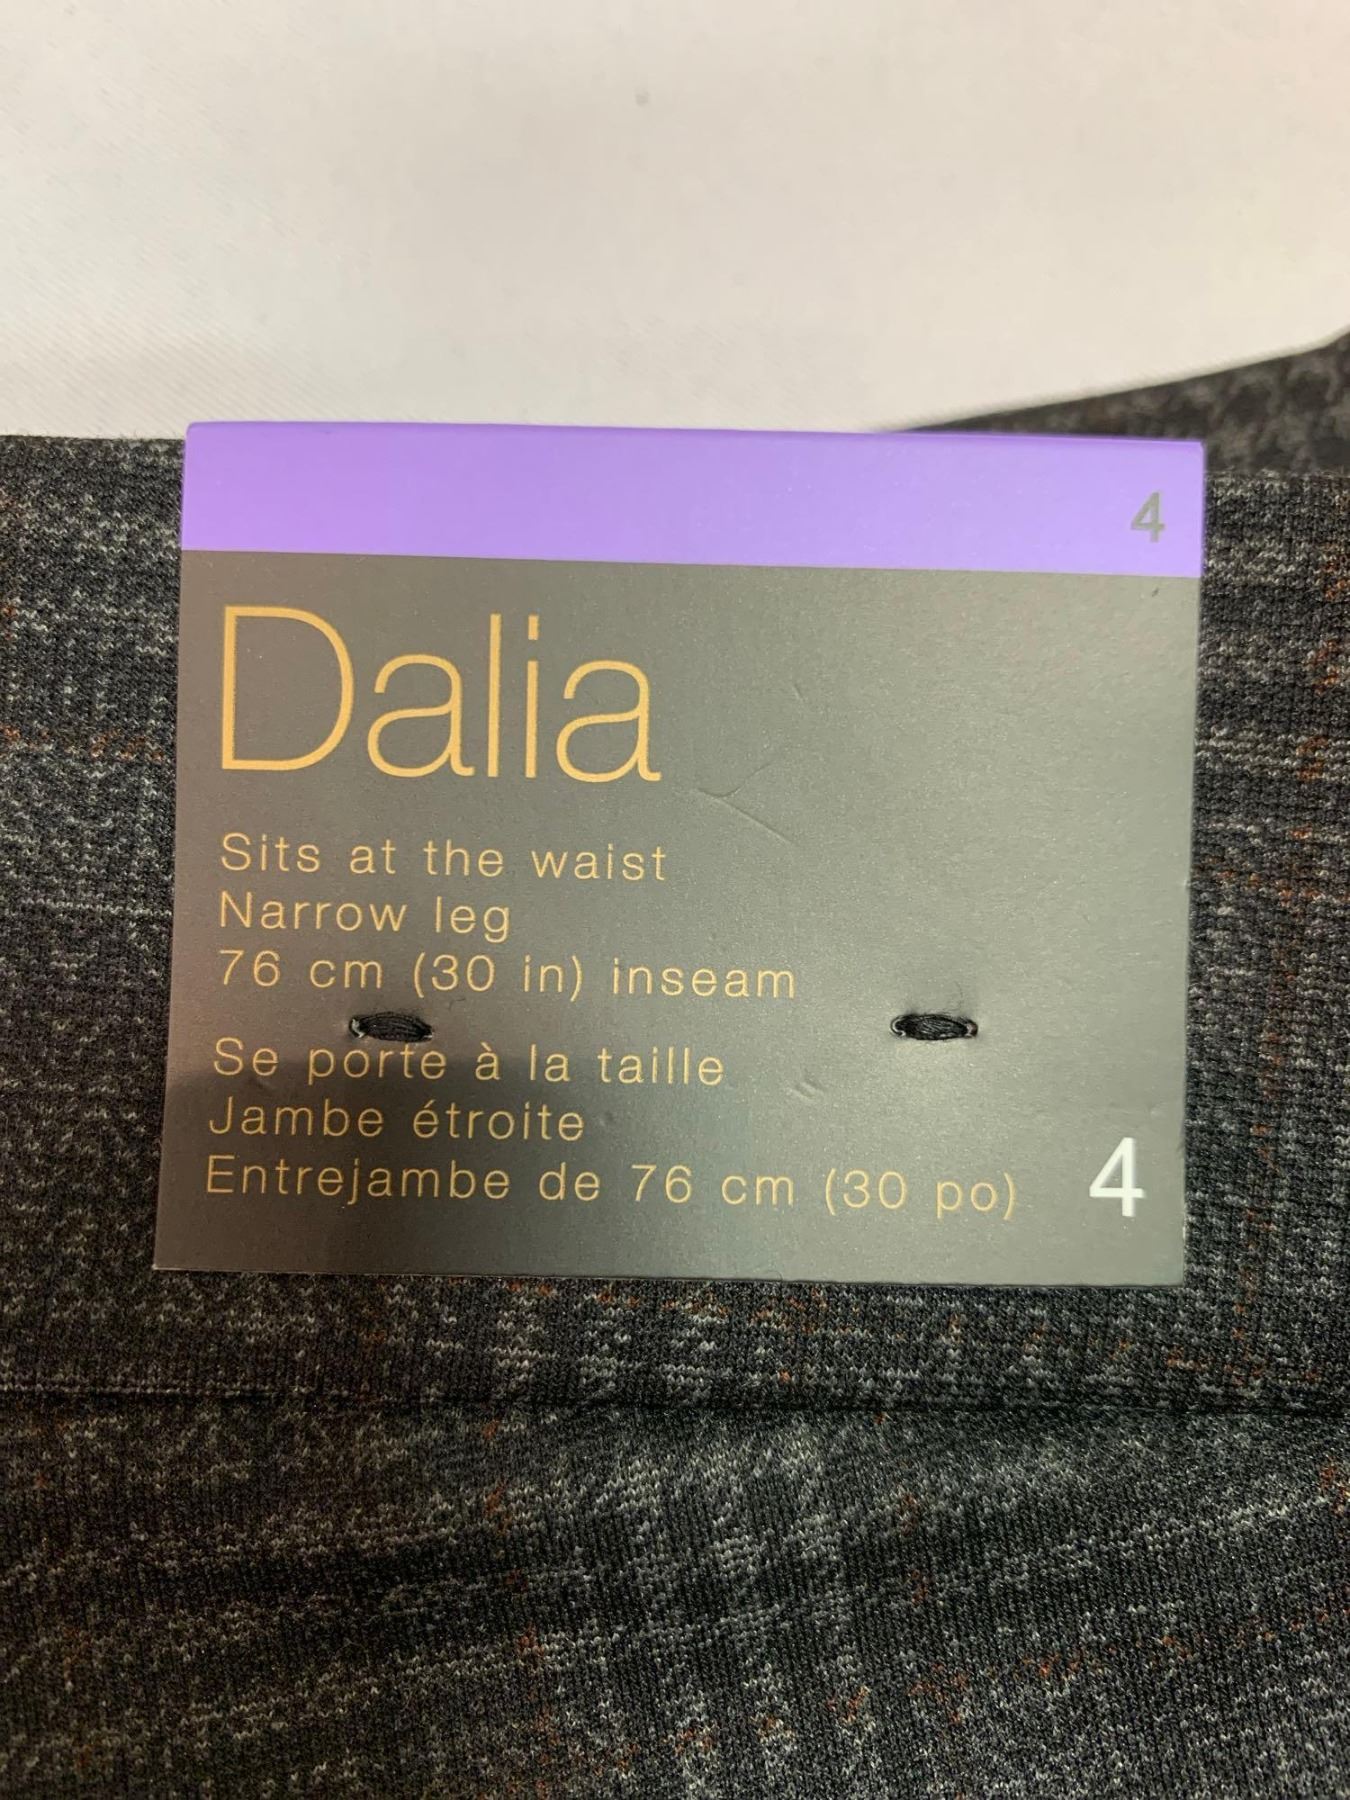 4
Dalia
Sits at the waist
Narrow leg
76 cm (30 in) inseam
Se porte à la taille
Jambe étroite
Entrejambe de 76 cm (30 po)
4